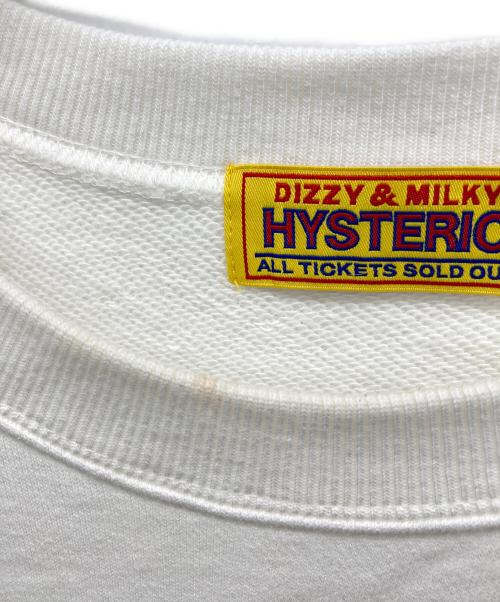 DIZZY & MILKY
HYSTERIC
ALL TICKETS SOLD OU